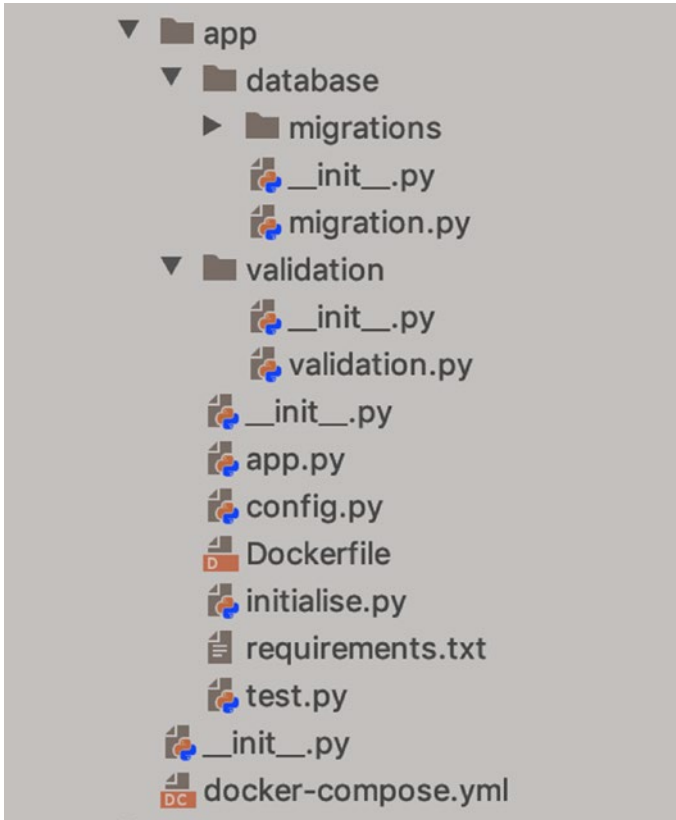 app
database
migrations
__init__.py
migration.py
validation
__init__.py
validation.py
__init__.py
app.py
config.py
D Dockerfile
initialise.py
requirements.txt
test.py
__init__.py
DC docker-compose.yml